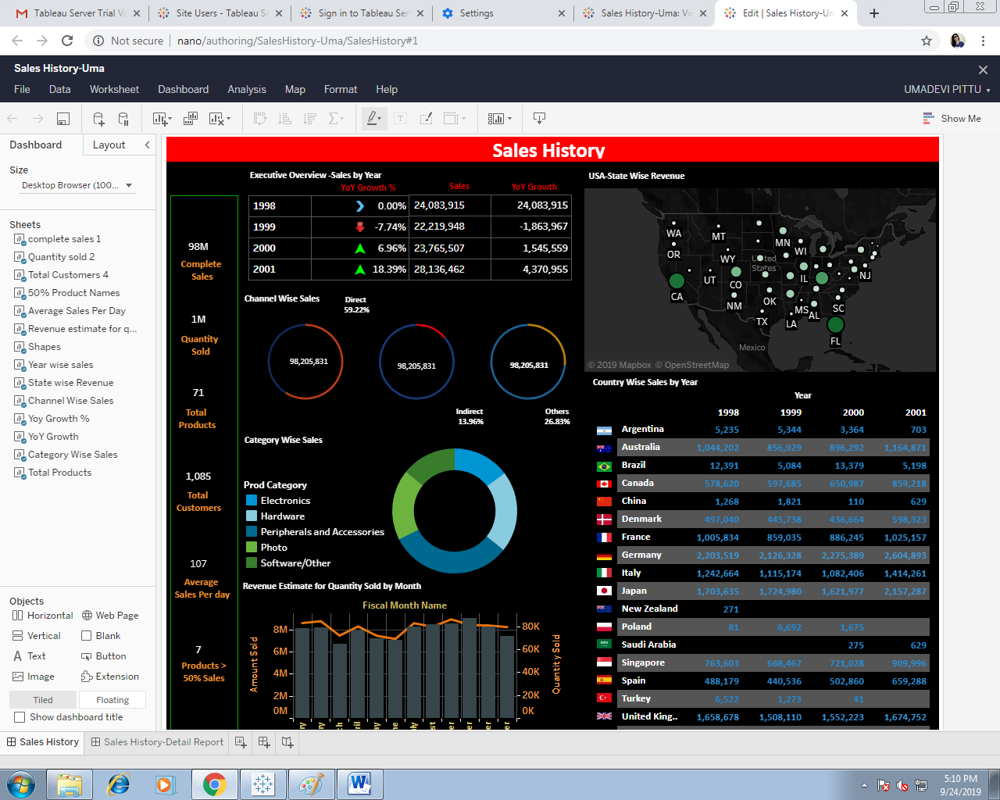 Tableau Server Trial Ve
Site Users - Tableau Se
Sign in to Tableau Ser
Settings
Sales History-Uma: Vi
Edit | Sales History-Un
Not secure | nano/authoring/SalesHistory-Uma/SalesHistory#1
Sales History-Uma
File Data Worksheet Dashboard Analysis Map Format Help
UMADEVI PITTU
Show Me
Dashboard Layout
Size
Desktop Browser (100...
Sheets
complete sales 1
Quantity sold 2
Total Customers 4
50% Product Names
Average Sales Per Day
Revenue estimate for q...
Shapes
Year wise sales
State wise Revenue
Channel Wise Sales
Yoy Growth %
YoY Growth
Category Wise Sales
Total Products
Objects
Horizontal Web Page
Vertical Blank
Text Button
Image Extension
Tiled Floating
Show dashboard title
Sales History
98M
Complete
Sales
1M
Quantity
Sold
71
Total
Products
1,085
Total
Customers
107
Average
Sales Per day
7
Products >
50% Sales
Executive Overview -Sales by Year
YoY Growth % Sales YoY Growth
1998 0.00% 24,083,915 24,083,915
1999 -7.74% 22,219,948 -1,863,967
2000 6.96% 23,765,507 1,545,559
2001 18.39% 28,136,462 4,370,955
Channel Wise Sales
Direct
59.22%
98,205,831
98,205,831
98,205,831
Indirect
13.96%
Others
26.83%
Category Wise Sales
Prod Category
Electronics
Hardware
Peripherals and Accessories
Photo
Software/Other
Revenue Estimate for Quantity Sold by Month
Fiscal Month Name
Amount Sold
8M
6M
4M
2M
0M
80K
60K
40K
20K
0K
Quantity Sold
USA-State Wise Revenue
WA
MT
MN
OR
WY
WI
United
States
UT
CO
IL
NJ
CA
NM
OK
MS
SC
TX
LA
AL
FL
Mexico
© 2019 Mapbox © OpenStreetMap
Country Wise Sales by Year
Year
1998 1999 2000 2001
Argentina 5,235 5,344 3,364 703
Australia 1,044,202 856,929 896,292 1,164,871
Brazil 12,391 5,084 13,379 5,198
Canada 578,620 597,685 650,987 859,218
China 1,268 1,821 110 629
Denmark 497,040 445,738 436,664 598,323
France 1,005,834 859,035 886,245 1,025,157
Germany 2,203,519 2,126,328 2,275,389 2,604,893
Italy 1,242,664 1,115,174 1,082,406 1,414,261
Japan 1,703,635 1,724,980 1,621,977 2,157,287
New Zealand 271
Poland 81 6,692 1,675
Saudi Arabia 275 629
Singapore 763,603 668,467 721,028 909,996
Spain 488,179 440,536 502,860 659,288
Turkey 6,522 1,273 41
United King.. 1,658,678 1,508,110 1,552,223 1,674,752
Sales History Sales History-Detail Report
5:10 PM
9/24/2019